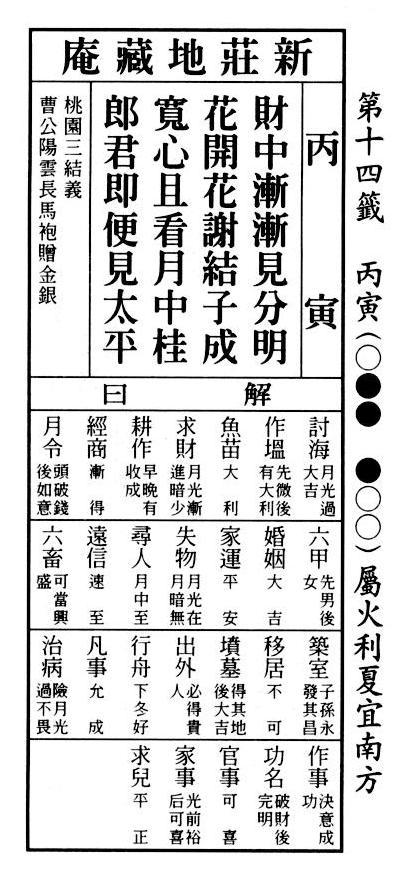 第十四籤 丙寅(○●● ●○○)屬火利夏宜南方
新莊地藏庵
丙寅
財中漸漸見分明
花開花謝結子成
寬心且看月中桂
郎君即便見太平
桃園三結義
曹公陽雲長馬袍贈金銀
解曰
討海 月光過大吉
作塭 先微後有大利
魚苗 大利
求財 月光漸進暗少
耕作 早晚有收成
經商 漸得
月令 頭破錢後如意
六甲 先男後女
婚姻 大吉
家運 平安
失物 月光在月暗無
尋人 月中至
遠信 速至
六畜 可當興盛
築室 子孫永發其昌
移居 不可
墳墓 得其地後大吉
出外 必得貴人
行舟 下冬好
凡事 允成
治病 險月光過不畏
作事 決意成功
功名 破財後完明
官事 可喜
家事 光前裕后可喜
求兒 平正